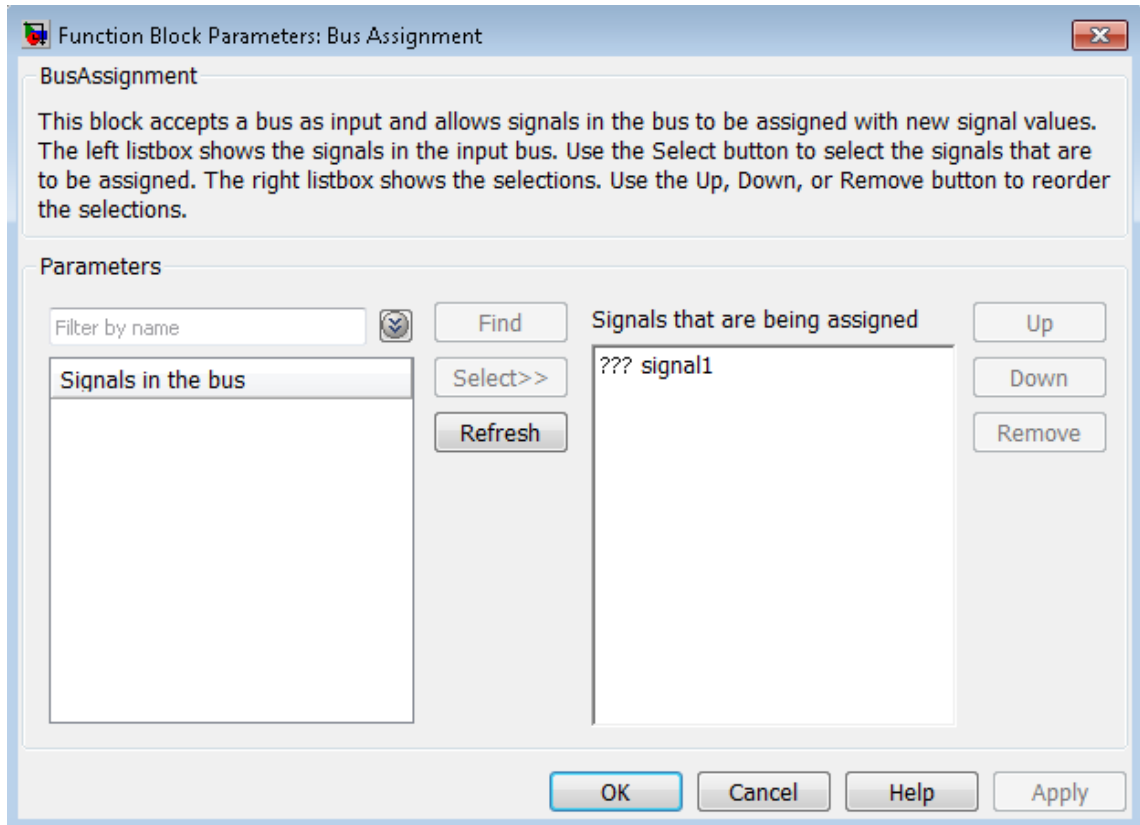 Function Block Parameters: Bus Assignment
BusAssignment
This block accepts a bus as input and allows signals in the bus to be assigned with new signal values.
The left listbox shows the signals in the input bus. Use the Select button to select the signals that are
to be assigned. The right listbox shows the selections. Use the Up, Down, or Remove button to reorder
the selections.
Parameters
Filter by name
Find
Signals that are being assigned
Up
Signals in the bus
Select>>
??? signal1
Down
Refresh
Remove
OK
Cancel
Help
Apply